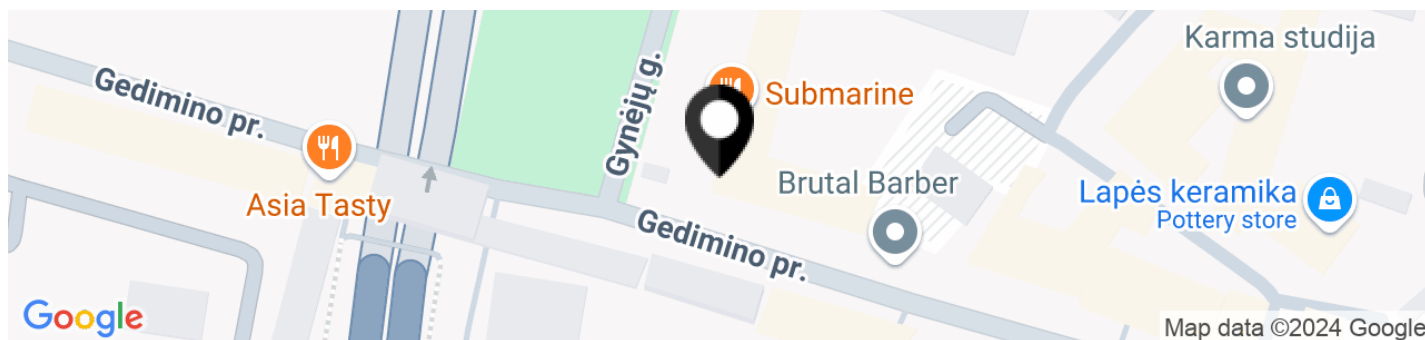 Karma studija
Gedimino pr.
Submarine
Gynėjų g.
Brutal Barber
Lapės keramika
Pottery store
Asia Tasty
Gedimino pr.
Google
Map data ©2024 Google